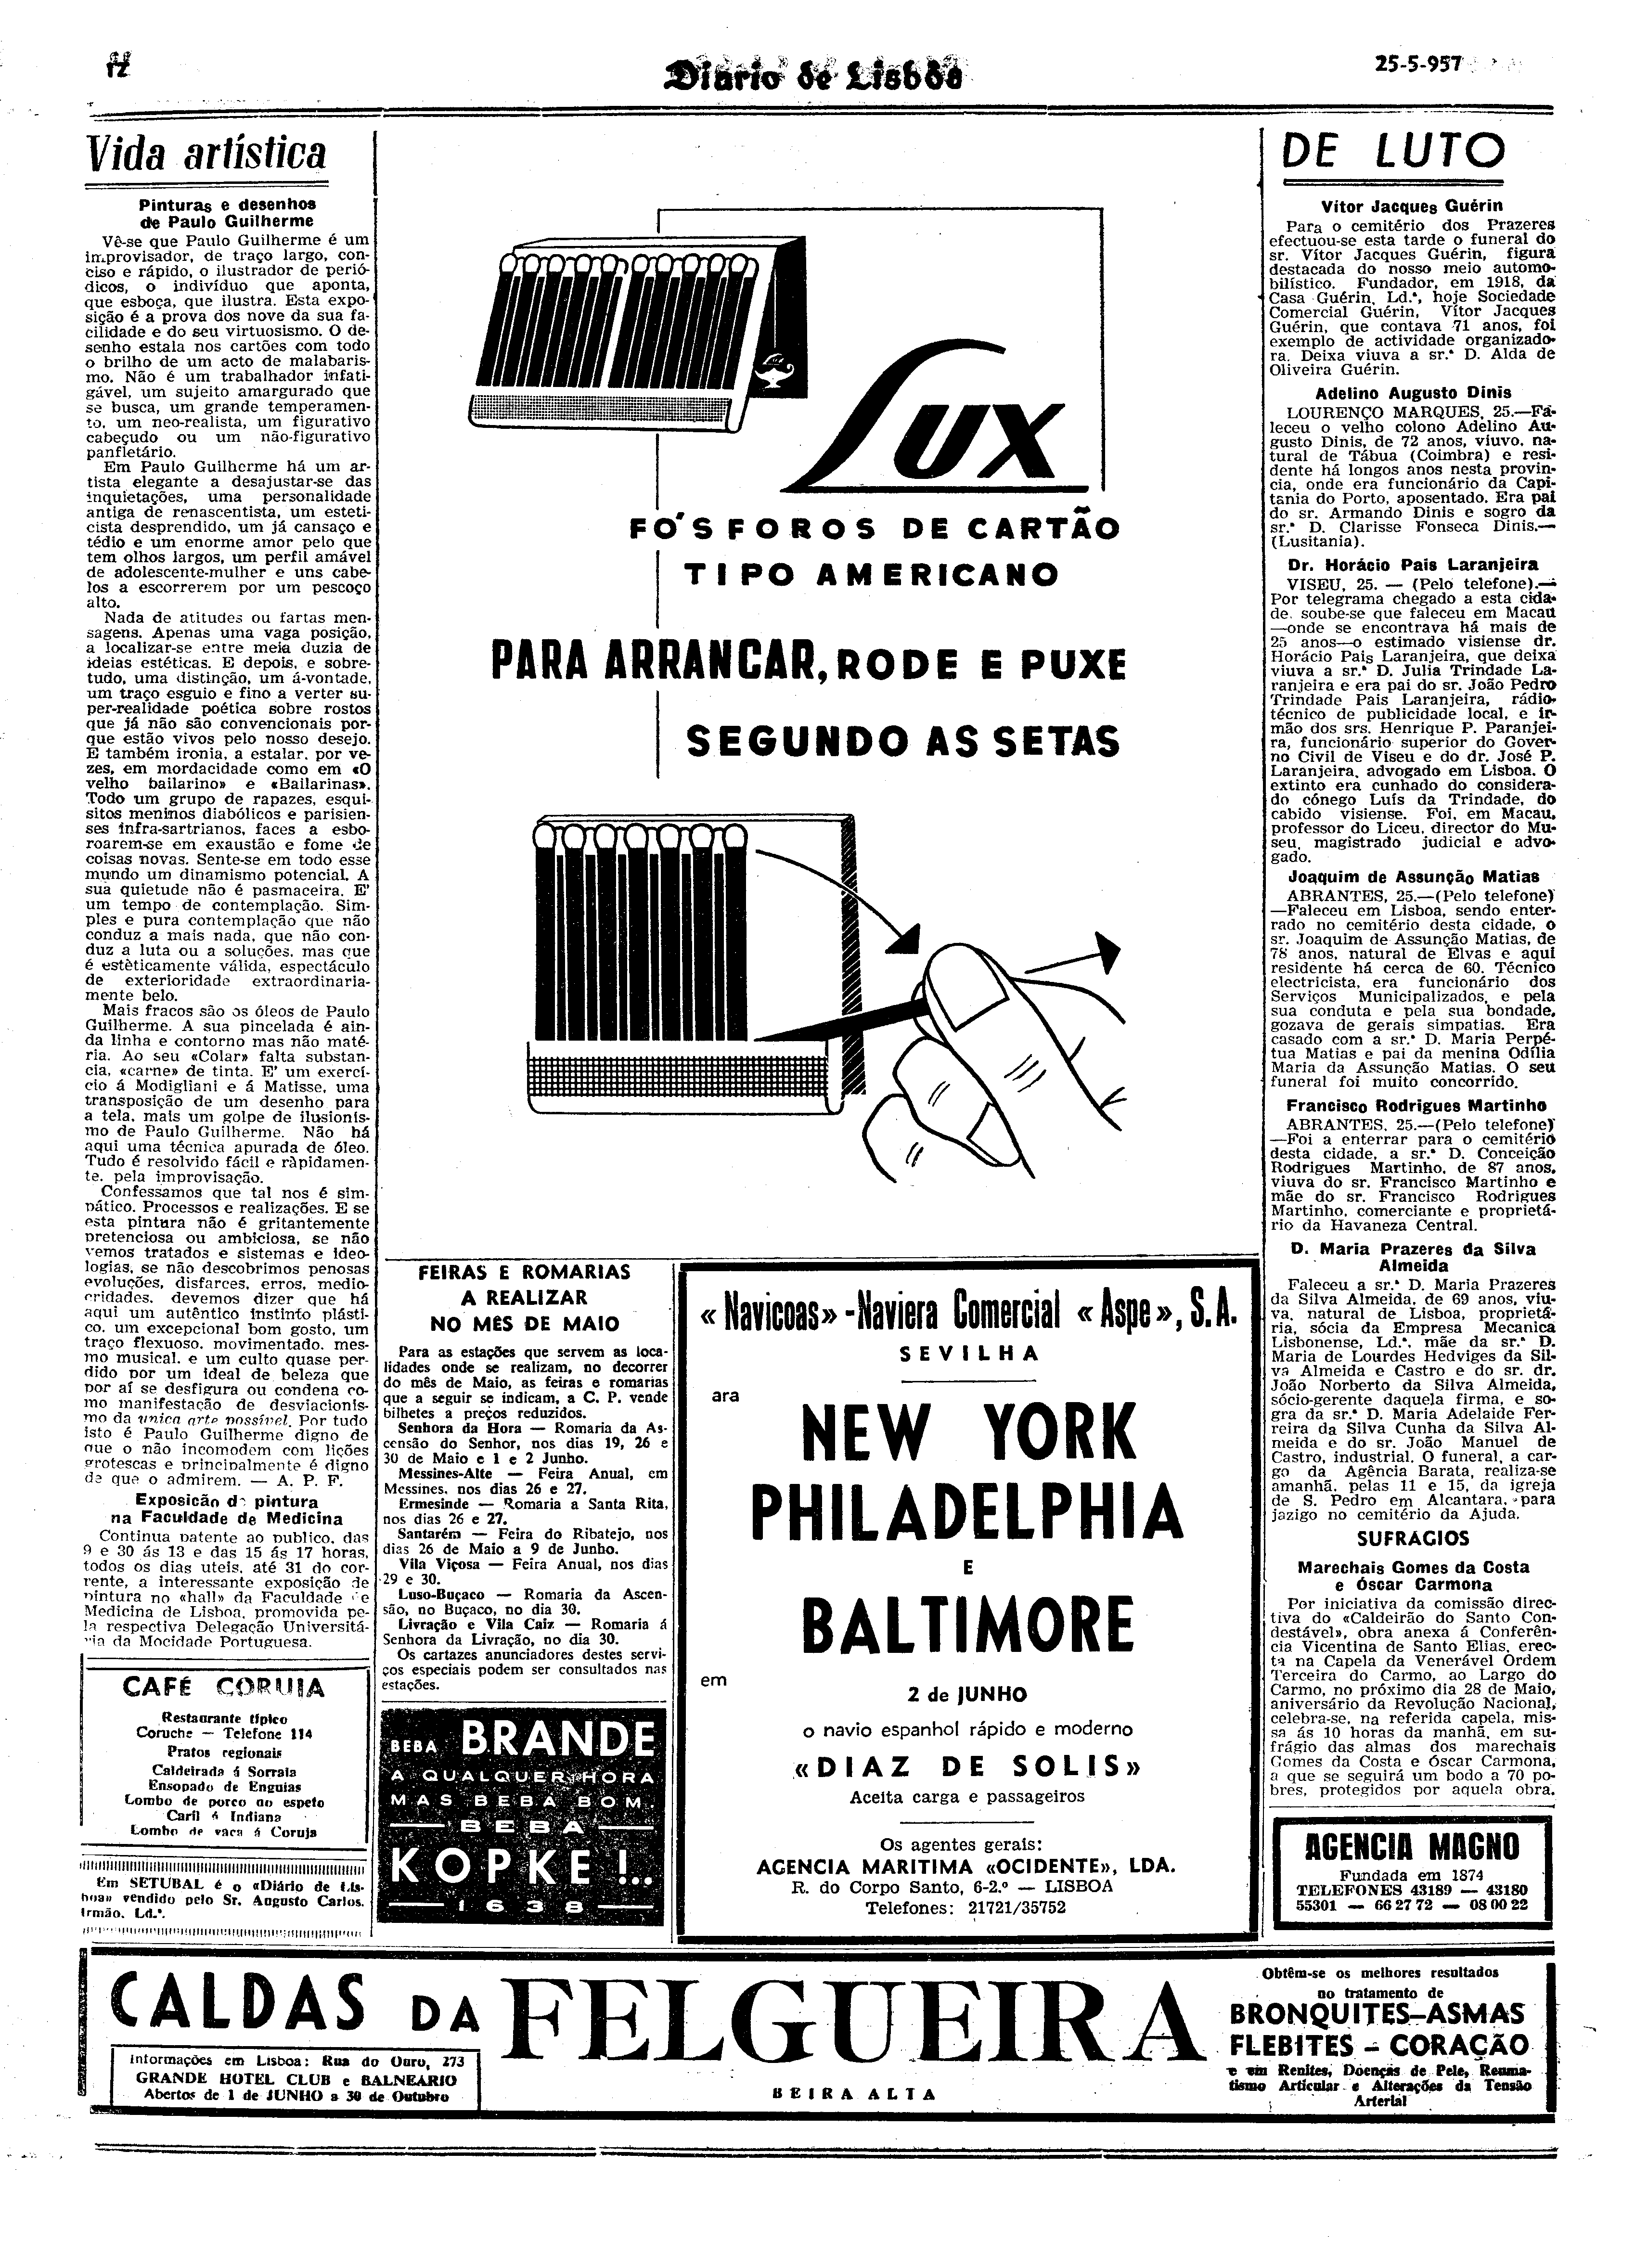 12
Diário de Lisboa
25-5-957
Vida artística
Pinturas e desenhos
de Paulo Guilherme
Vê-se que Paulo Guilherme é um
improvisador, de traço largo, con-
ciso e rápido, o ilustrador de perió-
dicos, o indivíduo que aponta,
que esboça, que ilustra. Esta expo-
sição é a prova dos nove da sua fa-
cilidade e do seu virtuosismo. O de-
senho estala nos cartões com todo
o brilho de um acto de malabaris-
mo. Não é um trabalhador infati-
gável, um sujeito amargurado que
se busca, um grande temperamen-
to, um neo-realista, um figurativo
cabeçudo ou um não-figurativo
panfletário.
Em Paulo Guilherme há um ar-
tista elegante a desajustar-se das
inquietações, uma personalidade
antiga de renascentista, um esteti-
cista desprendido, um já cansaço e
tédio e um enorme amor pelo que
tem olhos largos, um perfil amável
de adolescente-mulher e uns cabe-
los a escorrerem por um pescoço
alto.
Nada de atitudes ou fartas men-
sagens. Apenas uma vaga posição,
a localizar-se entre meia duzia de
ideias estéticas. E depois, e sobre-
tudo, uma distinção, um á-vontade,
um traço esguio e fino a verter su-
per-realidade poética sobre rostos
que já não são convencionais por-
que estão vivos pelo nosso desejo.
E também ironia, a estalar, por ve-
zes, em mordacidade como em «O
velho bailarino» e «Bailarinas».
Todo um grupo de rapazes, esqui-
sitos meninos diabólicos e parisien-
ses infra-sartrianos, faces a esbo-
roarem-se em exaustão e fome de
coisas novas. Sente-se em todo esse
mundo um dinamismo potencial. A
sua quietude não é pasmaceira. E'
um tempo de contemplação. Sim-
ples e pura contemplação que não
conduz a mais nada, que não con-
duz a luta ou a soluções, mas que
é estèticamente válida, espectáculo
de exterioridade extraordinaria-
mente belo.
Mais fracos são os óleos de Paulo
Guilherme. A sua pincelada é ain-
da linha e contorno mas não maté-
ria. Ao seu «Colar» falta substan-
cia, «carne» de tinta. E' um exercí-
cio á Modigliani e á Matisse, uma
transposição de um desenho para
a tela, mais um golpe de ilusionis-
mo de Paulo Guilherme. Não há
aqui uma técnica apurada de óleo.
Tudo é resolvido fácil e ràpidamen-
te, pela improvisação.
Confessamos que tal nos é sim-
pático. Processos e realizações. E se
esta pintura não é gritantemente
pretenciosa ou ambiciosa, se não
vemos tratados e sistemas e ideo-
logias, se não descobrimos penosas
evoluções, disfarces, erros, medio-
cridades, devemos dizer que há
aqui um autêntico instinto plásti-
co, um excepcional bom gosto, um
traço flexuoso, movimentado, mes-
mo musical, e um culto quase per-
dido por um ideal de beleza que
por aí se desfigura ou condena co-
mo manifestação de desviacionis-
mo da unica arte possível. Por tudo
isto é Paulo Guilherme digno de
que o não incomodem com lições
grotescas e principalmente é digno
de que o admirem. — A. P. F.
Exposicão de pintura
na Faculdade de Medicina
Continua patente ao publico, das
9 e 30 ás 13 e das 15 ás 17 horas,
todos os dias uteis, até 31 do cor-
rente, a interessante exposição de
pintura no «hall» da Faculdade de
Medicina de Lisboa, promovida pe-
la respectiva Delegação Universitá-
ria da Mocidade Portuguesa.
CAFÉ CORUJA
Restaurante típico
Coruche — Telefone 114
Pratos regionais
Caldeirada á Sorraia
Ensopado de Enguias
Lombo de porco no espeto
Caril á Indiana
Lombo de vaca á Coruja
Em SETUBAL é o «Diário de Lis-
boa» vendido pelo Sr. Augusto Carlos,
Irmão, Ld.ª.
LUX
FÓSFOROS DE CARTÃO
TIPO AMERICANO
PARA ARRANCAR, RODE E PUXE
SEGUNDO AS SETAS
FEIRAS E ROMARIAS
A REALIZAR
NO MÊS DE MAIO
Para as estações que servem as loca-
lidades onde se realizam, no decorrer
do mês de Maio, as feiras e romarias
que a seguir se indicam, a C. P. vende
bilhetes a preços reduzidos.
Senhora da Hora — Romaria da As-
censão do Senhor, nos dias 19, 26 e
30 de Maio e 1 e 2 Junho.
Messines-Alte — Feira Anual, em
Messines, nos dias 26 e 27.
Ermesinde — Romaria a Santa Rita,
nos dias 26 e 27.
Santarém — Feira do Ribatejo, nos
dias 26 de Maio a 9 de Junho.
Vila Viçosa — Feira Anual, nos dias
29 e 30.
Luso-Buçaco — Romaria da Ascen-
são, no Buçaco, no dia 30.
Livração e Vila Caiz — Romaria á
Senhora da Livração, no dia 30.
Os cartazes anunciadores destes servi-
ços especiais podem ser consultados nas
estações.
BEBA BRANDE
A QUALQUER HORA
MAS BEBA BOM.
BEBA
KOPKE!...
1638
«Navicoas» - Naviera Comercial «Aspe», S.A.
SEVILHA
ara
NEW YORK
PHILADELPHIA
E
BALTIMORE
em
2 de JUNHO
o navio espanhol rápido e moderno
«DIAZ DE SOLIS»
Aceita carga e passageiros
Os agentes gerais:
AGENCIA MARITIMA «OCIDENTE», LDA.
R. do Corpo Santo, 6-2.º — LISBOA
Telefones: 21721/35752
DE LUTO
Vítor Jacques Guérin
Para o cemitério dos Prazeres
efectuou-se esta tarde o funeral do
sr. Vítor Jacques Guérin, figura
destacada do nosso meio automo-
bilístico. Fundador, em 1918, da
Casa Guérin, Ld.ª, hoje Sociedade
Comercial Guérin, Vítor Jacques
Guérin, que contava 71 anos, foi
exemplo de actividade organizado-
ra. Deixa viuva a sr.ª D. Alda de
Oliveira Guérin.
Adelino Augusto Dinis
LOURENÇO MARQUES, 25.—Fa-
leceu o velho colono Adelino Au-
gusto Dinis, de 72 anos, viuvo, na-
tural de Tábua (Coimbra) e resi-
dente há longos anos nesta provin-
cia, onde era funcionário da Capi-
tania do Porto, aposentado. Era pai
do sr. Armando Dinis e sogro da
sr.ª D. Clarisse Fonseca Dinis.—
(Lusitania).
Dr. Horácio Pais Laranjeira
VISEU, 25. — (Pelo telefone).—
Por telegrama chegado a esta cida-
de, soube-se que faleceu em Macau
—onde se encontrava há mais de
25 anos—o estimado visiense dr.
Horácio Pais Laranjeira, que deixa
viuva a sr.ª D. Julia Trindade La-
ranjeira e era pai do sr. João Pedro
Trindade Pais Laranjeira, rádio-
técnico de publicidade local, e ir-
mão dos srs. Henrique P. Paranjei-
ra, funcionário superior do Gover-
no Civil de Viseu e do dr. José P.
Laranjeira, advogado em Lisboa. O
extinto era cunhado do considera-
do cónego Luís da Trindade, do
cabido visiense. Foi, em Macau,
professor do Liceu, director do Mu-
seu, magistrado judicial e advo-
gado.
Joaquim de Assunção Matias
ABRANTES, 25.—(Pelo telefone)
—Faleceu em Lisboa, sendo enter-
rado no cemitério desta cidade, o
sr. Joaquim de Assunção Matias, de
78 anos, natural de Elvas e aqui
residente há cerca de 60. Técnico
electricista, era funcionário dos
Serviços Municipalizados, e pela
sua conduta e pela sua bondade,
gozava de gerais simpatias. Era
casado com a sr.ª D. Maria Perpé-
tua Matias e pai da menina Odília
Maria da Assunção Matias. O seu
funeral foi muito concorrido.
Francisco Rodrigues Martinho
ABRANTES, 25.—(Pelo telefone)
—Foi a enterrar para o cemitério
desta cidade, a sr.ª D. Conceição
Rodrigues Martinho, de 87 anos,
viuva do sr. Francisco Martinho e
mãe do sr. Francisco Rodrigues
Martinho, comerciante e proprietá-
rio da Havaneza Central.
D. Maria Prazeres da Silva
Almeida
Faleceu a sr.ª D. Maria Prazeres
da Silva Almeida, de 69 anos, viu-
va, natural de Lisboa, proprietá-
ria, sócia da Empresa Mecanica
Lisbonense, Ld.ª, mãe da sr.ª D.
Maria de Lourdes Hedviges da Sil-
va Almeida e Castro e do sr. dr.
João Norberto da Silva Almeida,
sócio-gerente daquela firma, e so-
gra da sr.ª D. Maria Adelaide Fer-
reira da Silva Cunha da Silva Al-
meida e do sr. João Manuel de
Castro, industrial. O funeral, a car-
go da Agência Barata, realiza-se
amanhã, pelas 11 e 15, da igreja
de S. Pedro em Alcantara, para
jazigo no cemitério da Ajuda.
SUFRAGIOS
Marechais Gomes da Costa
e Óscar Carmona
Por iniciativa da comissão direc-
tiva do «Caldeirão do Santo Con-
destável», obra anexa á Conferên-
cia Vicentina de Santo Elias, erec-
ta na Capela da Venerável Ordem
Terceira do Carmo, ao Largo do
Carmo, no próximo dia 28 de Maio,
aniversário da Revolução Nacional,
celebra-se, na referida capela, mis-
sa ás 10 horas da manhã, em su-
frágio das almas dos marechais
Gomes da Costa e Óscar Carmona,
a que se seguirá um bodo a 70 po-
bres, protegidos por aquela obra.
AGENCIA MAGNO
Fundada em 1874
TELEFONES 43189 — 43180
55301 — 66 27 72 — 08 00 22
CALDAS DA FELGUEIRA
BEIRA ALTA
Informações em Lisboa: Rua do Ouro, 273
GRANDE HOTEL CLUB e BALNEÁRIO
Abertos de 1 de JUNHO a 30 de Outubro
Obtêm-se os melhores resultados
no tratamento de
BRONQUITES—ASMAS
FLEBITES — CORAÇÃO
e em Renites, Doenças de Pele, Reuma-
tismo Articular e Alterações da Tensão
Arterial